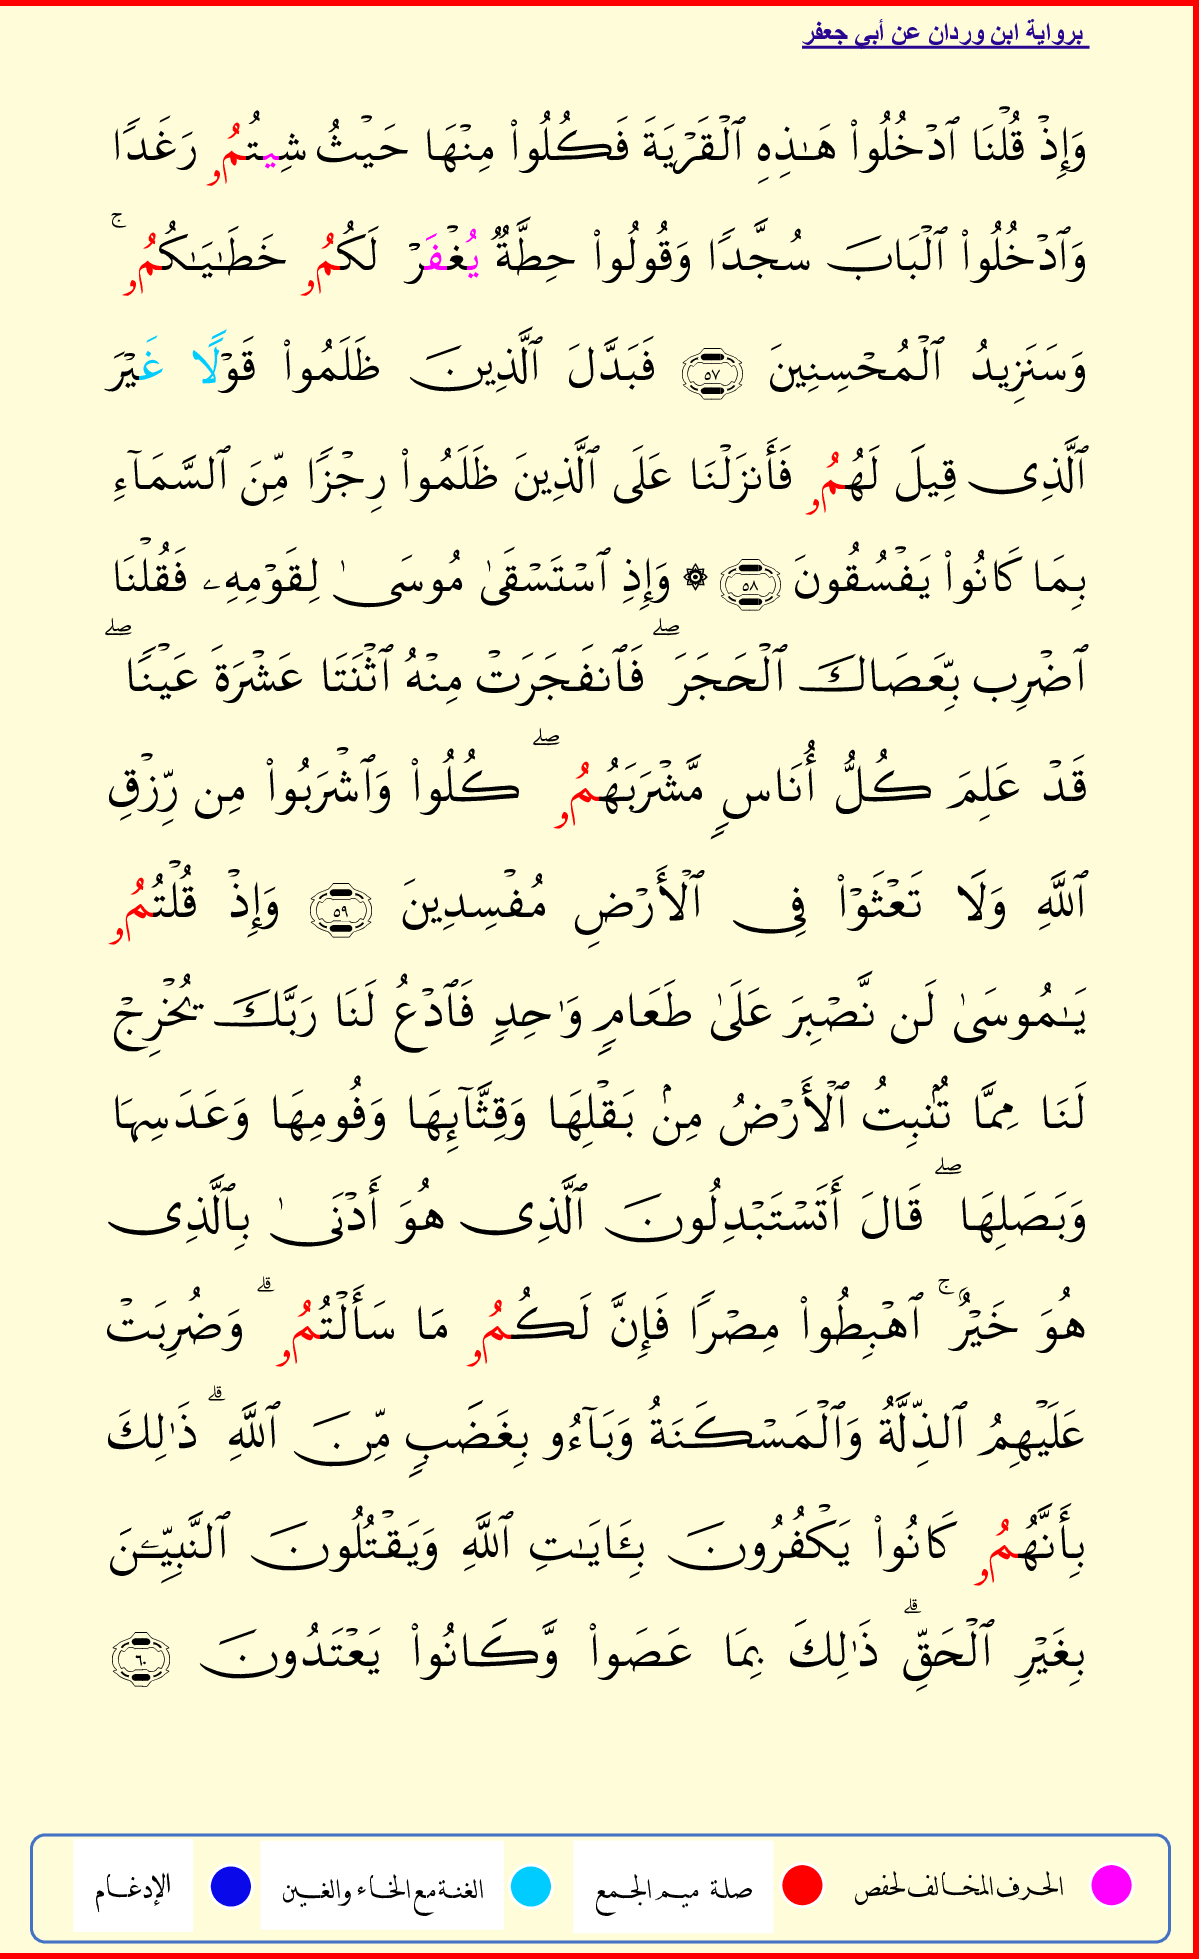 برواية ابن وردان عن أبي جعفر
وَإِذْ قُلْنَا ٱدْخُلُوا۟ هَـٰذِهِ ٱلْقَرْيَةَ فَكُلُوا۟ مِنْهَا حَيْثُ شِيتُمُۥ رَغَدًا
وَٱدْخُلُوا۟ ٱلْبَابَ سُجَّدًا وَقُولُوا۟ حِطَّةٌ يُغْفَرْ لَكُمُۥ خَطَـٰيَـٰكُمُۥ ۚ
وَسَنَزِيدُ ٱلْمُحْسِنِينَ ٥٧ فَبَدَّلَ ٱلَّذِينَ ظَلَمُوا۟ قَوْلًا غَيْرَ
ٱلَّذِى قِيلَ لَهُمُۥ فَأَنزَلْنَا عَلَى ٱلَّذِينَ ظَلَمُوا۟ رِجْزًا مِّنَ ٱلسَّمَآءِ
بِمَا كَانُوا۟ يَفْسُقُونَ ٥٨ ۞ وَإِذِ ٱسْتَسْقَىٰ مُوسَىٰ لِقَوْمِهِۦ فَقُلْنَا
ٱضْرِب بِّعَصَاكَ ٱلْحَجَرَ ۖ فَٱنفَجَرَتْ مِنْهُ ٱثْنَتَا عَشْرَةَ عَيْنًا ۖ
قَدْ عَلِمَ كُلُّ أُنَاسٍ مَّشْرَبَهُمُۥ ۖ كُلُوا۟ وَٱشْرَبُوا۟ مِن رِّزْقِ
ٱللَّهِ وَلَا تَعْثَوْا۟ فِى ٱلْأَرْضِ مُفْسِدِينَ ٥٩ وَإِذْ قُلْتُمُۥ
يَـٰمُوسَىٰ لَن نَّصْبِرَ عَلَىٰ طَعَامٍ وَٰحِدٍ فَٱدْعُ لَنَا رَبَّكَ يُخْرِجْ
لَنَا مِمَّا تُنۢبِتُ ٱلْأَرْضُ مِنۢ بَقْلِهَا وَقِثَّآئِهَا وَفُومِهَا وَعَدَسِهَا
وَبَصَلِهَا ۖ قَالَ أَتَسْتَبْدِلُونَ ٱلَّذِى هُوَ أَدْنَىٰ بِٱلَّذِى
هُوَ خَيْرٌ ۚ ٱهْبِطُوا۟ مِصْرًا فَإِنَّ لَكُمُۥ مَا سَأَلْتُمُۥ ۗ وَضُرِبَتْ
عَلَيْهِمُ ٱلذِّلَّةُ وَٱلْمَسْكَنَةُ وَبَآءُو بِغَضَبٍ مِّنَ ٱللَّهِ ۗ ذَٰلِكَ
بِأَنَّهُمُۥ كَانُوا۟ يَكْفُرُونَ بِـَٔايَـٰتِ ٱللَّهِ وَيَقْتُلُونَ ٱلنَّبِيِّـۧنَ
بِغَيْرِ ٱلْحَقِّ ۗ ذَٰلِكَ بِمَا عَصَوا۟ وَّكَانُوا۟ يَعْتَدُونَ ٦٠
الحرف المخالف لحفص صلة ميم الجمع الغنة مع الخاء والغين الإدغام